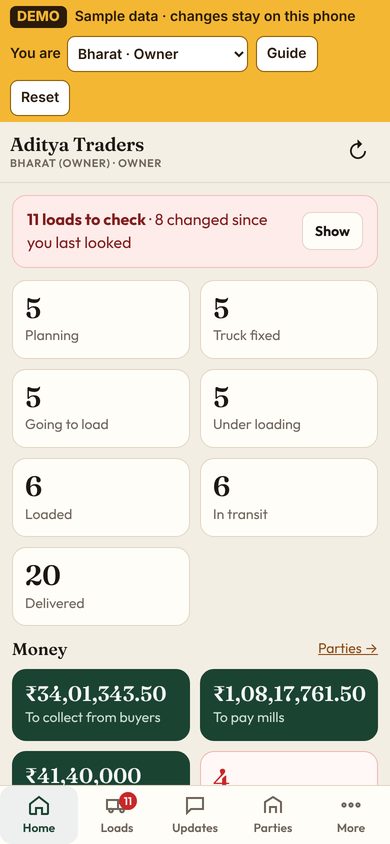 DEMO Sample data · changes stay on this phone
You are Bharat · Owner Guide
Reset
Aditya Traders
BHARAT (OWNER) · OWNER
11 loads to check · 8 changed since
you last looked
Show
5
Planning
5
Truck fixed
5
Going to load
5
Under loading
6
Loaded
6
In transit
20
Delivered
Money Parties →
₹34,01,343.50
To collect from buyers
₹1,08,17,761.50
To pay mills
₹41,40,000
4
11
Home Loads Updates Parties More